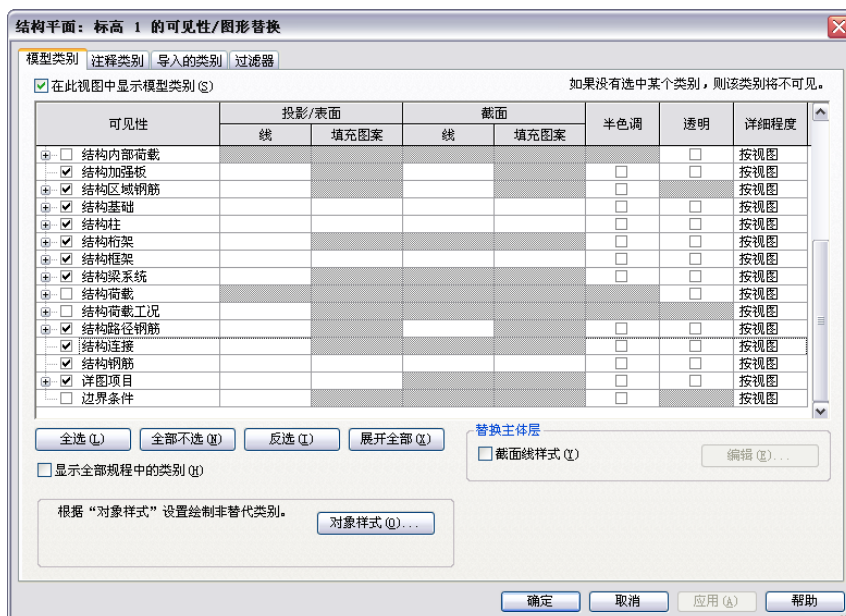 结构平面：标高 1 的可见性/图形替换
模型类别 注释类别 导入的类别 过滤器
在此视图中显示模型类别(S) 如果没有选中某个类别，则该类别将不可见。
可见性 投影/表面 截面 半色调 透明 详细程度
线 填充图案 线 填充图案
结构内部荷载 按视图
结构加强板 按视图
结构区域钢筋 按视图
结构基础 按视图
结构柱 按视图
结构桁架 按视图
结构框架 按视图
结构梁系统 按视图
结构荷载 按视图
结构荷载工况 按视图
结构路径钢筋 按视图
结构连接 按视图
结构钢筋 按视图
详图项目 按视图
边界条件 按视图
全选(L) 全部不选(N) 反选(I) 展开全部(X)
替换主体层
截面线样式(Y) 编辑(E)...
显示全部规程中的类别(H)
根据“对象样式”设置绘制非替代类别。
对象样式(O)...
确定 取消 应用(A) 帮助